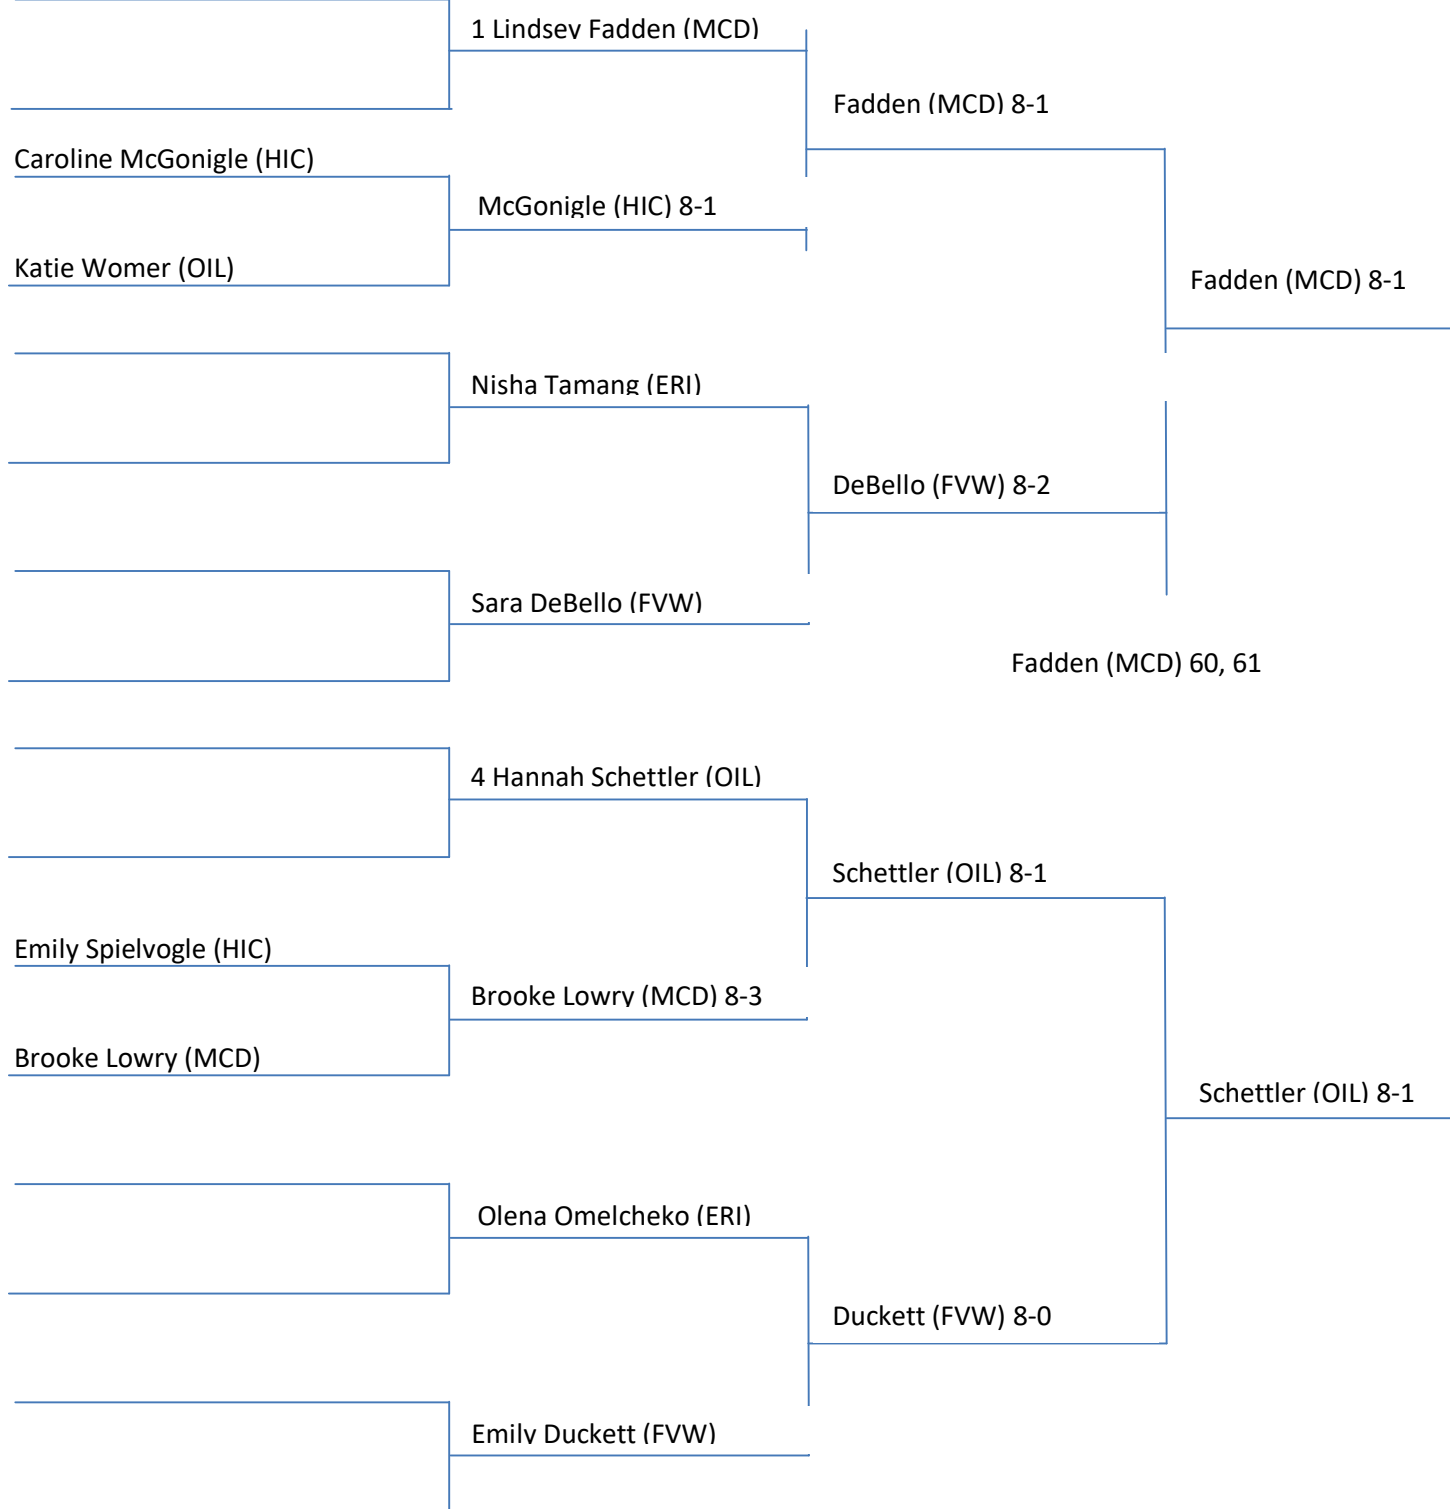 1 Lindsey Fadden (MCD)
Fadden (MCD) 8-1
Caroline McGonigle (HIC)
McGonigle (HIC) 8-1
Katie Womer (OIL)
Fadden (MCD) 8-1
Nisha Tamang (ERI)
DeBello (FVW) 8-2
Sara DeBello (FVW)
Fadden (MCD) 60, 61
4 Hannah Schettler (OIL)
Schettler (OIL) 8-1
Emily Spielvogle (HIC)
Brooke Lowry (MCD) 8-3
Brooke Lowry (MCD)
Schettler (OIL) 8-1
Olena Omelcheko (ERI)
Duckett (FVW) 8-0
Emily Duckett (FVW)